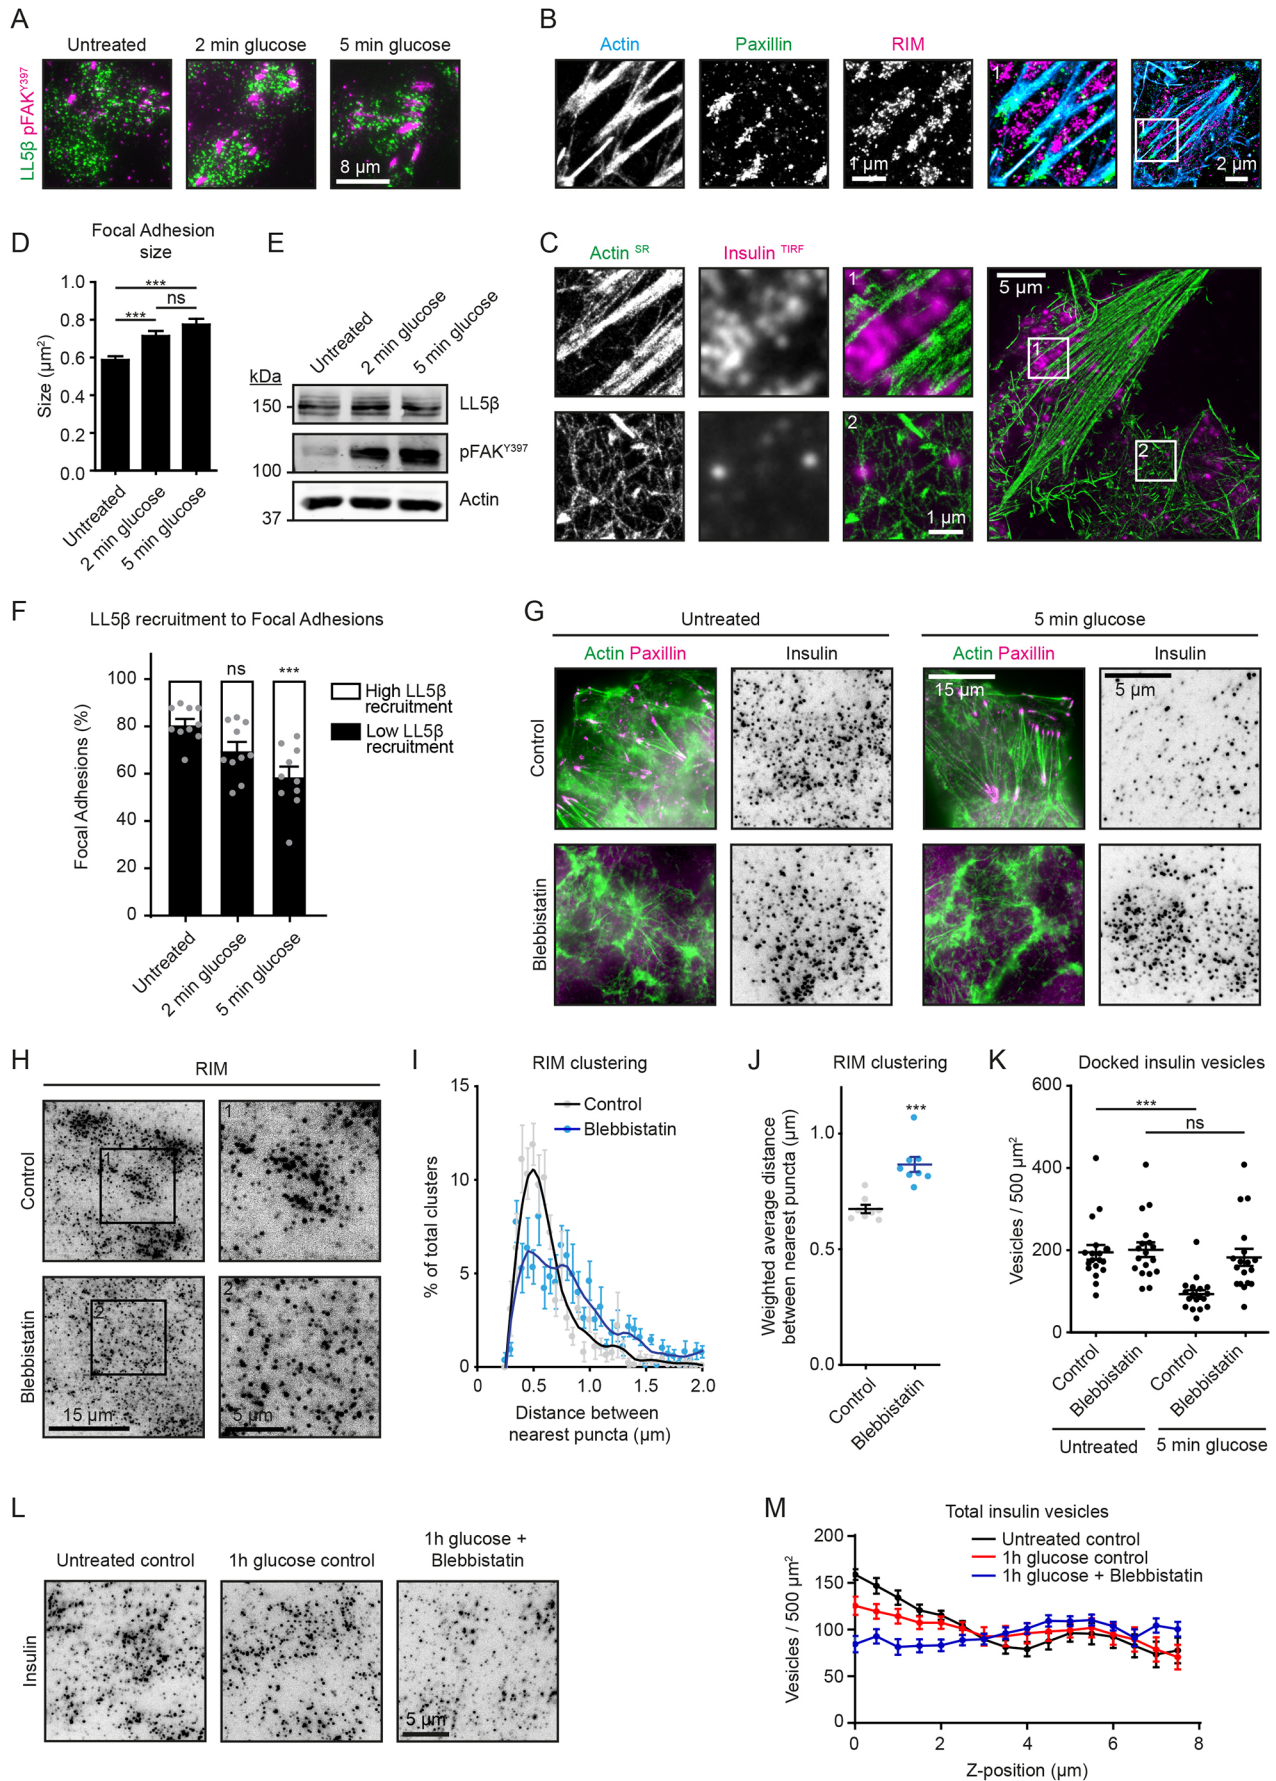 A
Untreated
2 min glucose
5 min glucose
LL5β pFAK^Y397
8 µm
B
Actin
Paxillin
RIM
1
1 µm
1
2 µm
C
Actin ^SR
Insulin ^TIRF
1
5 µm
1
2
2
1 µm
D
Focal Adhesion
size
Size (µm²)
1.0
0.8
0.6
0.4
0.2
0.0
***
ns
***
Untreated
2 min glucose
5 min glucose
E
Untreated
2 min glucose
5 min glucose
kDa
150
100
37
LL5β
pFAK^Y397
Actin
F
LL5β recruitment to Focal Adhesions
Focal Adhesions (%)
100
80
60
40
20
0
ns
***
High LL5β
recruitment
Low LL5β
recruitment
Untreated
2 min glucose
5 min glucose
G
Untreated
5 min glucose
Actin Paxillin
Insulin
Actin Paxillin
Insulin
15 µm
5 µm
Control
Blebbistatin
H
RIM
Control
Blebbistatin
1
1
2
2
15 µm
5 µm
I
RIM clustering
% of total clusters
15
10
5
0
Control
Blebbistatin
0
0.5
1.0
1.5
2.0
Distance between
nearest puncta (µm)
J
RIM clustering
Weighted average distance
between nearest puncta (µm)
1.0
0.5
0.0
***
Control
Blebbistatin
K
Docked insulin vesicles
Vesicles / 500 µm²
600
400
200
0
***
ns
Control
Blebbistatin
Control
Blebbistatin
Untreated
5 min glucose
L
Untreated control
1h glucose control
1h glucose +
Blebbistatin
Insulin
5 µm
M
Total insulin vesicles
Vesicles / 500 µm²
200
150
100
50
0
Untreated control
1h glucose control
1h glucose + Blebbistatin
0
2
4
6
8
Z-position (µm)